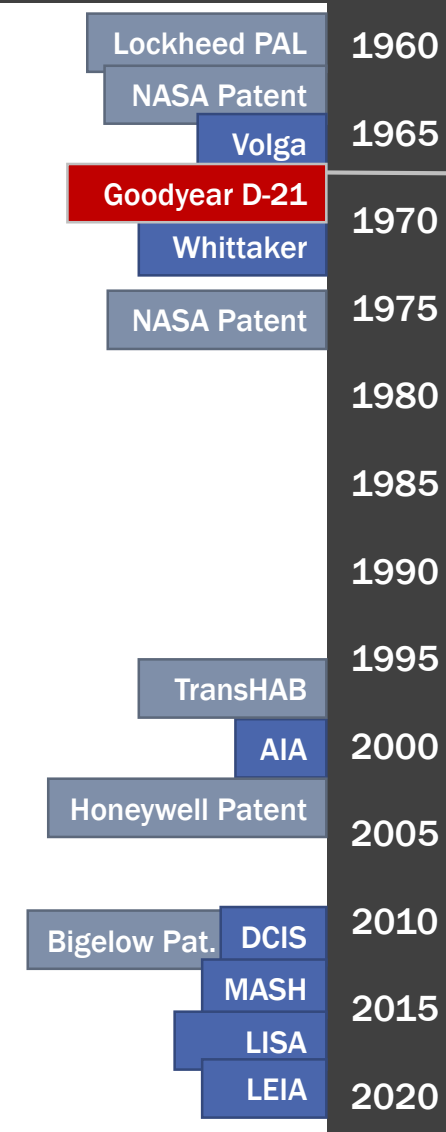 Lockheed PAL
1960
NASA Patent
Volga
1965
Goodyear D-21
1970
Whittaker
NASA Patent
1975
1980
1985
1990
1995
TransHAB
AIA
2000
Honeywell Patent
2005
Bigelow Pat.
DCIS
2010
MASH
2015
LISA
LEIA
2020